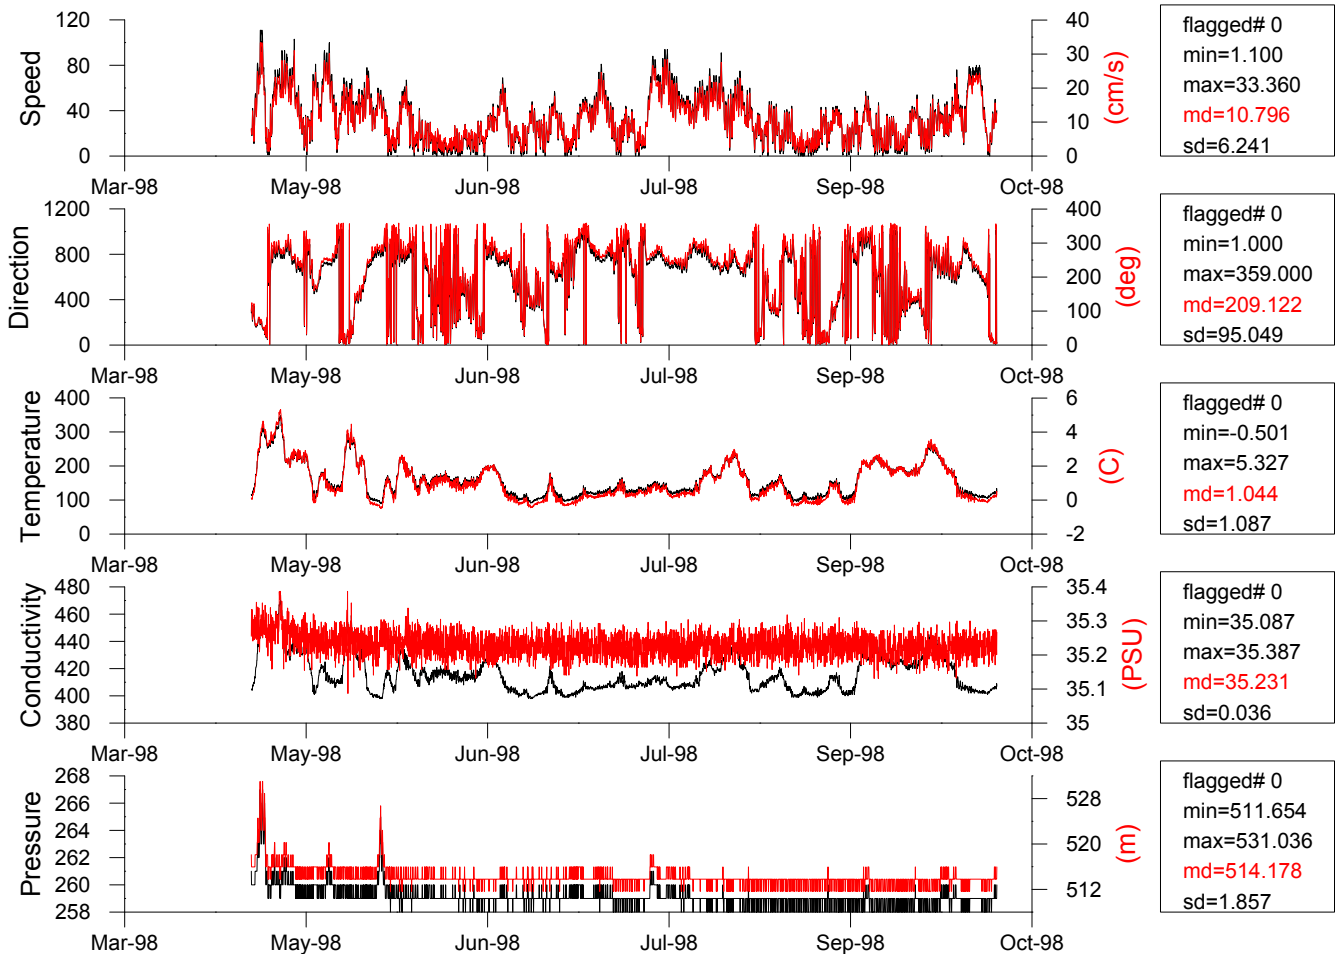 120
80
40
0
Speed
40
30
20
10
0
(cm/s)
Mar-98 May-98 Jun-98 Jul-98 Sep-98 Oct-98
flagged# 0
min=1.100
max=33.360
md=10.796
sd=6.241
1200
800
400
0
Direction
400
300
200
100
0
(deg)
Mar-98 May-98 Jun-98 Jul-98 Sep-98 Oct-98
flagged# 0
min=1.000
max=359.000
md=209.122
sd=95.049
400
300
200
100
0
Temperature
6
4
2
0
-2
(C)
Mar-98 May-98 Jun-98 Jul-98 Sep-98 Oct-98
flagged# 0
min=-0.501
max=5.327
md=1.044
sd=1.087
480
460
440
420
400
380
Conductivity
35.4
35.3
35.2
35.1
35
(PSU)
Mar-98 May-98 Jun-98 Jul-98 Sep-98 Oct-98
flagged# 0
min=35.087
max=35.387
md=35.231
sd=0.036
268
266
264
262
260
258
Pressure
528
520
512
(m)
Mar-98 May-98 Jun-98 Jul-98 Sep-98 Oct-98
flagged# 0
min=511.654
max=531.036
md=514.178
sd=1.857